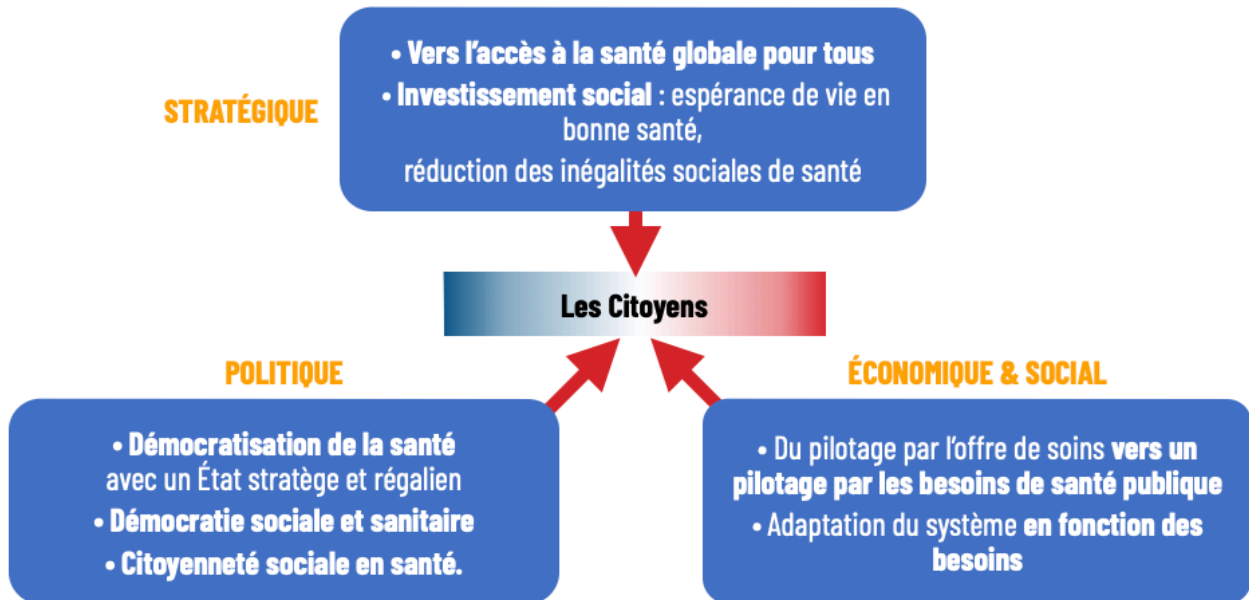 STRATÉGIQUE
• Vers l’accès à la santé globale pour tous
• Investissement social : espérance de vie en
bonne santé,
réduction des inégalités sociales de santé
Les Citoyens
POLITIQUE
• Démocratisation de la santé
avec un État stratège et régalien
• Démocratie sociale et sanitaire
• Citoyenneté sociale en santé.
ÉCONOMIQUE & SOCIAL
• Du pilotage par l’offre de soins vers un
pilotage par les besoins de santé publique
• Adaptation du système en fonction des
besoins